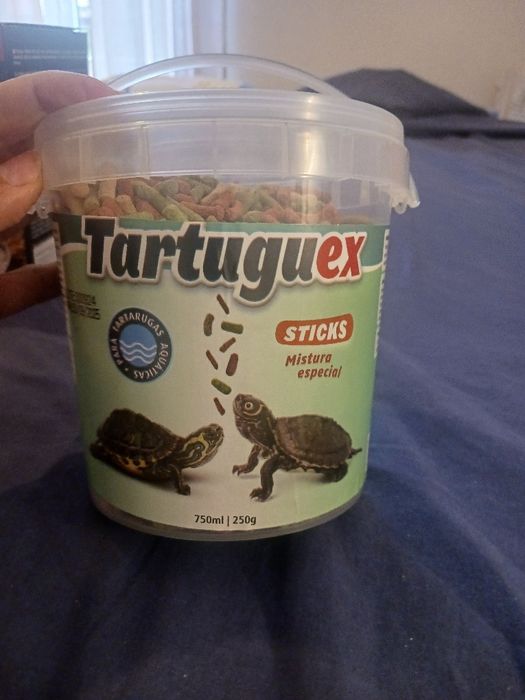 Tartuguex
PARA TARTARUGAS AQUÁTICAS
STICKS
Mistura
especial
750ml | 250g